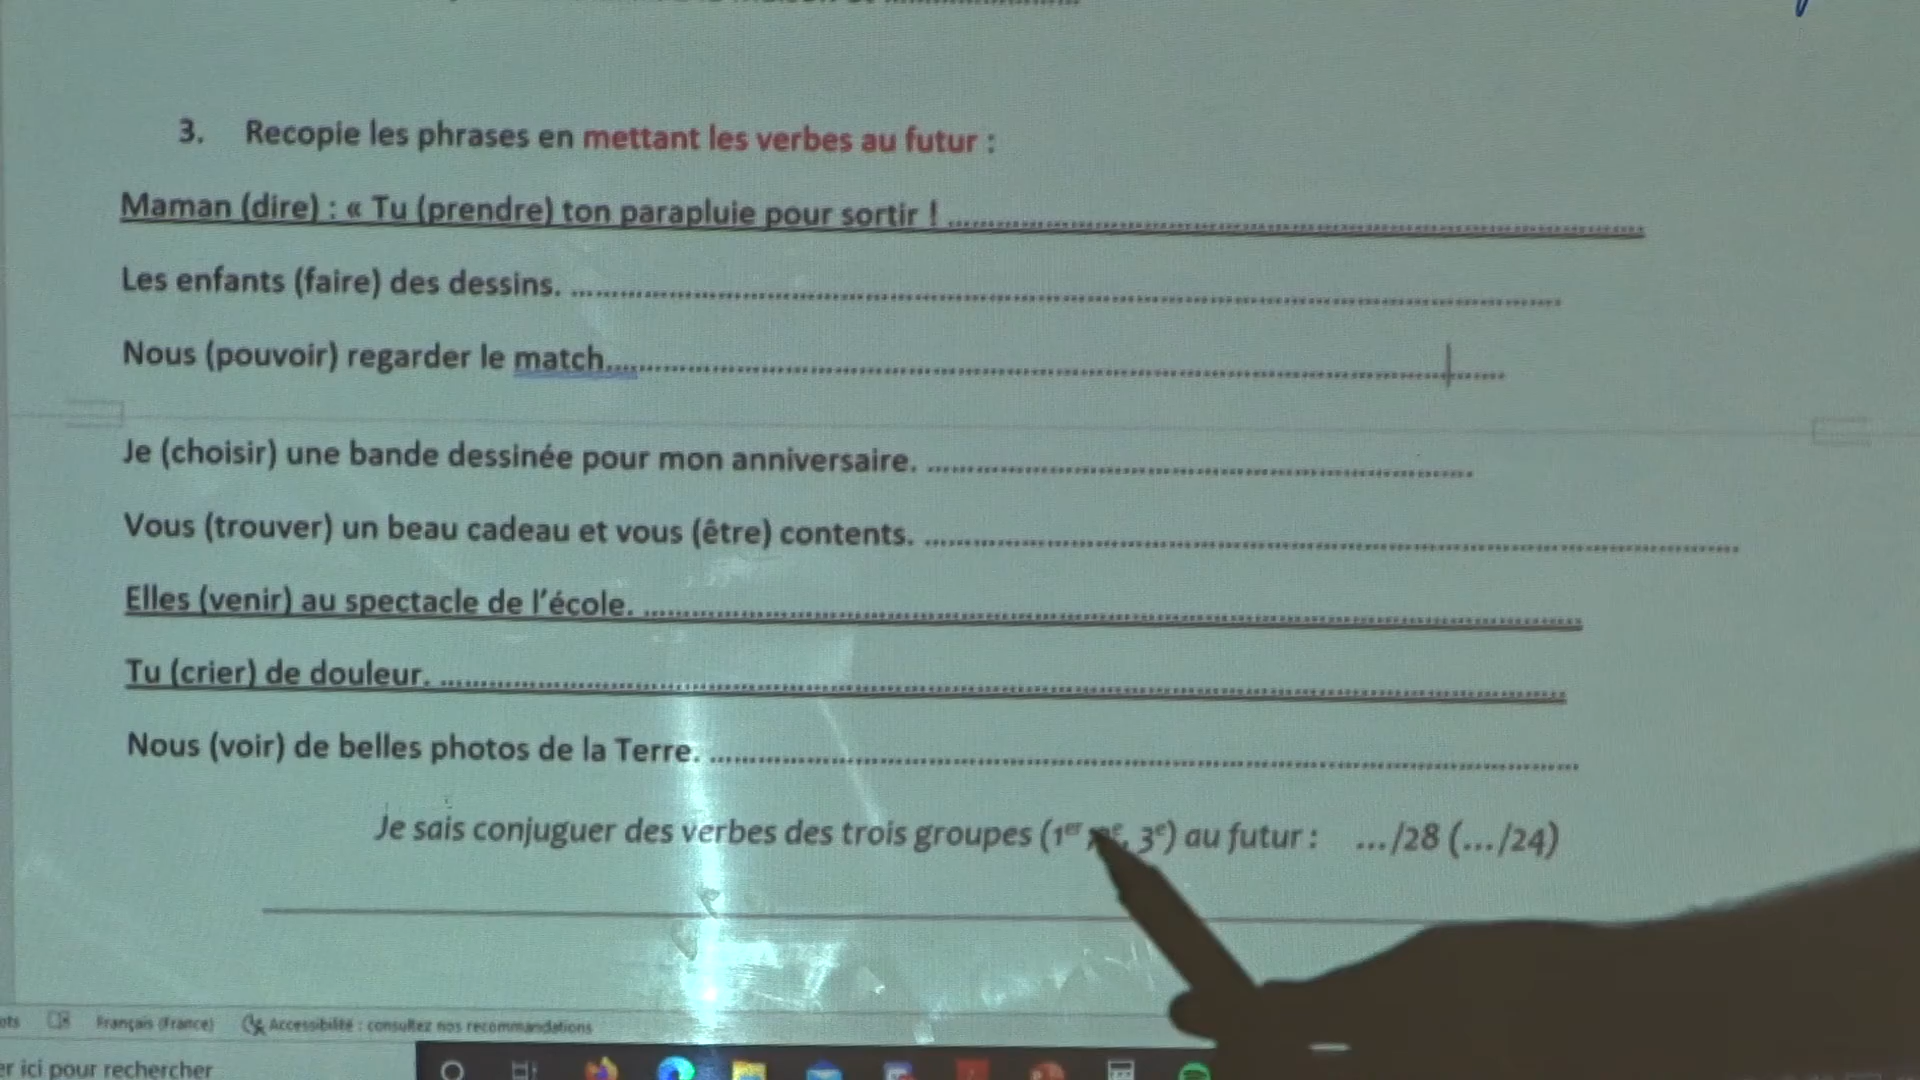 3. Recopie les phrases en mettant les verbes au futur :
Maman (dire) : « Tu (prendre) ton parapluie pour sortir ! ................
Les enfants (faire) des dessins. ................
Nous (pouvoir) regarder le match................
Je (choisir) une bande dessinée pour mon anniversaire. ................
Vous (trouver) un beau cadeau et vous (être) contents. ................
Elles (venir) au spectacle de l'école. ................
Tu (crier) de douleur. ................
Nous (voir) de belles photos de la Terre. ................
Je sais conjuguer des verbes des trois groupes (1er 3e) au futur : .../28 (.../24)
Français (France) Accessibilité : consultez nos recommandations
ici pour rechercher